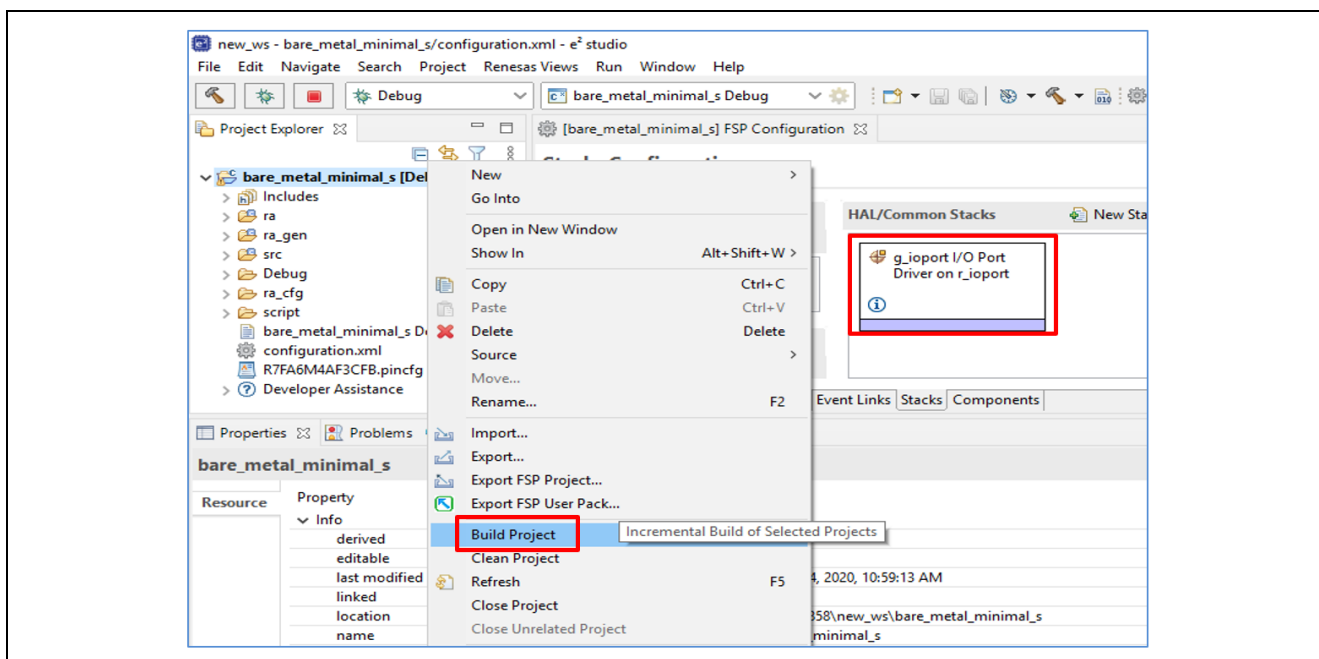 new_ws - bare_metal_minimal_s/configuration.xml - e² studio
File Edit Navigate Search Project Renesas Views Run Window Help
Debug
bare_metal_minimal_s Debug
Project Explorer
[bare_metal_minimal_s] FSP Configuration
bare_metal_minimal_s [De
Includes
ra
ra_gen
src
Debug
ra_cfg
script
bare_metal_minimal_s D
configuration.xml
R7FA6M4AF3CFB.pincfg
Developer Assistance
New
Go Into
Open in New Window
Show In Alt+Shift+W >
Copy Ctrl+C
Paste Ctrl+V
Delete Delete
Source
Move...
Rename... F2
Import...
Export...
Export FSP Project...
Export FSP User Pack...
Build Project
Incremental Build of Selected Projects
Clean Project
Refresh F5
Close Project
Close Unrelated Project
HAL/Common Stacks
New Sta
g_ioport I/O Port
Driver on r_ioport
Event Links Stacks Components
Properties Problems
bare_metal_minimal_s
Resource
Property
Info
derived
editable
last modified 4, 2020, 10:59:13 AM
linked
location 358\new_ws\bare_metal_minimal_s
name minimal_s